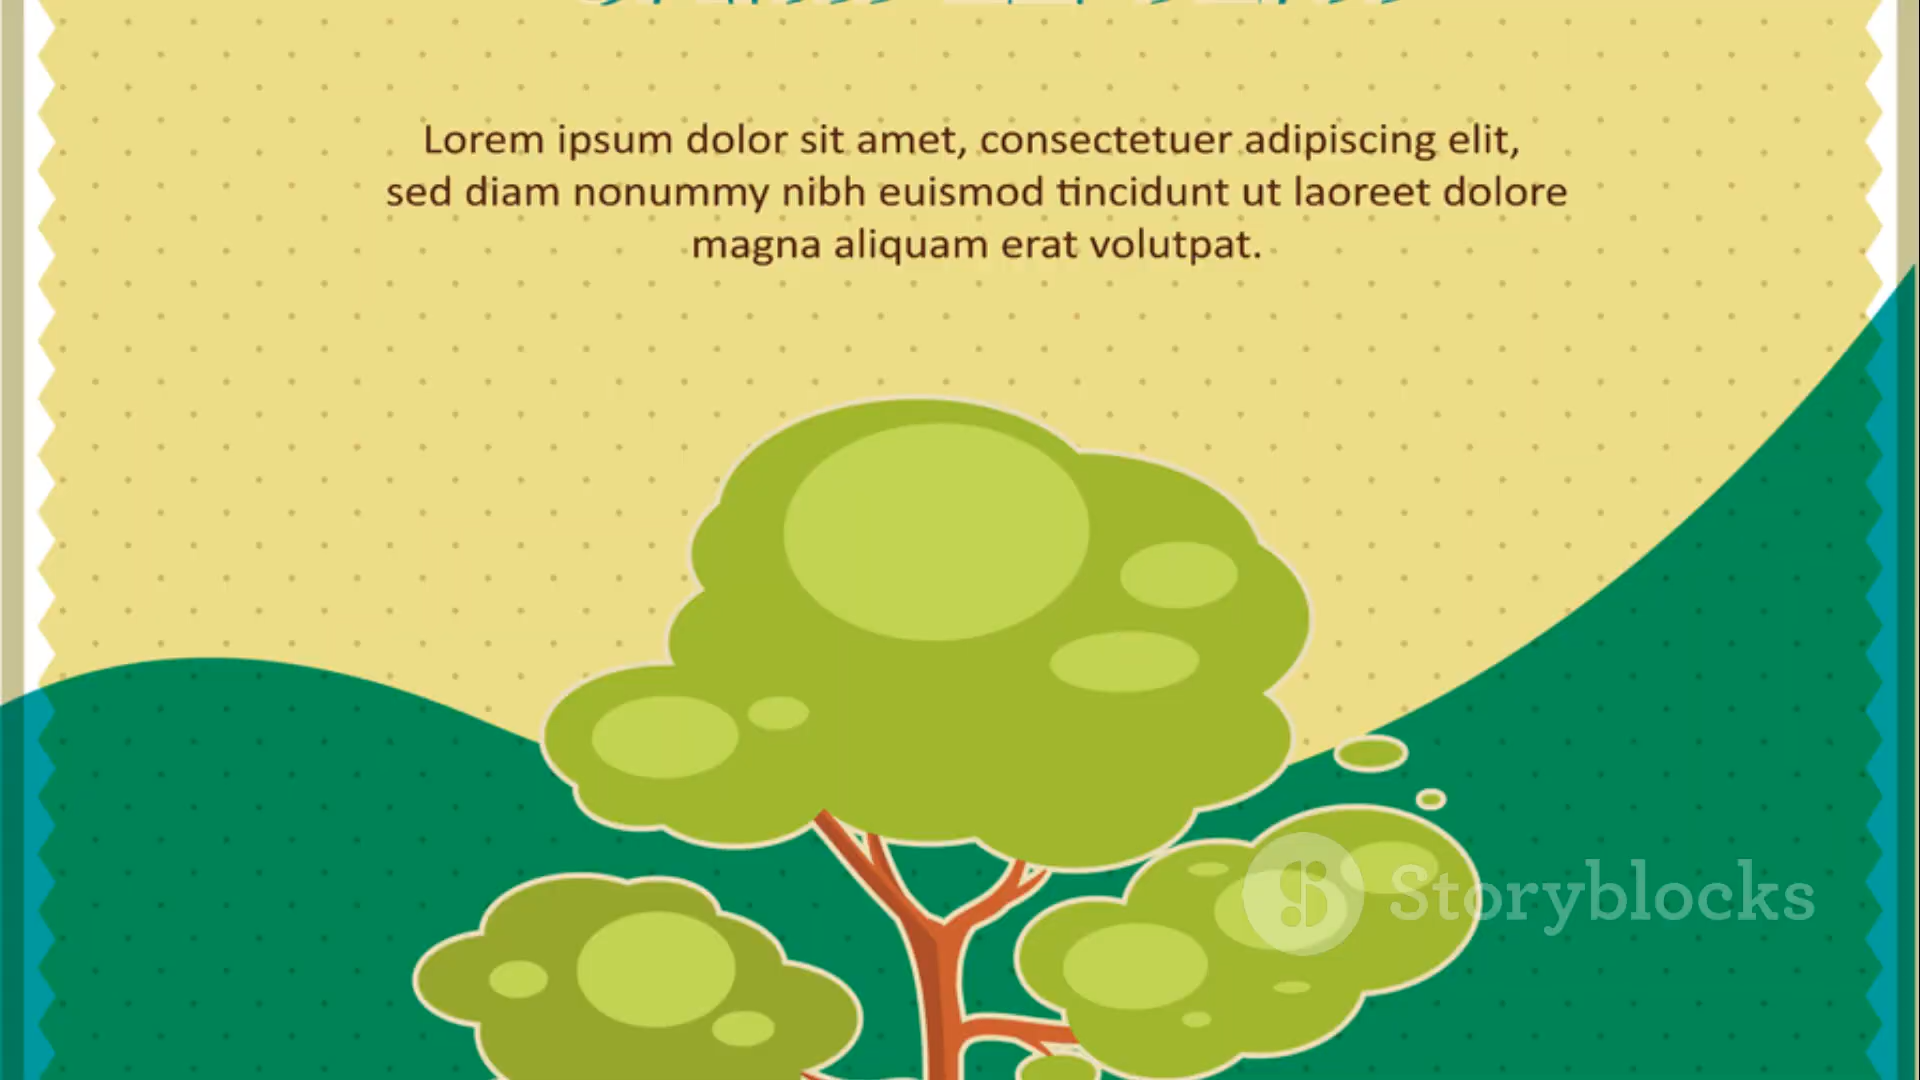 Lorem ipsum dolor sit amet, consectetuer adipiscing elit,
sed diam nonummy nibh euismod tincidunt ut laoreet dolore
magna aliquam erat volutpat.
Storyblocks